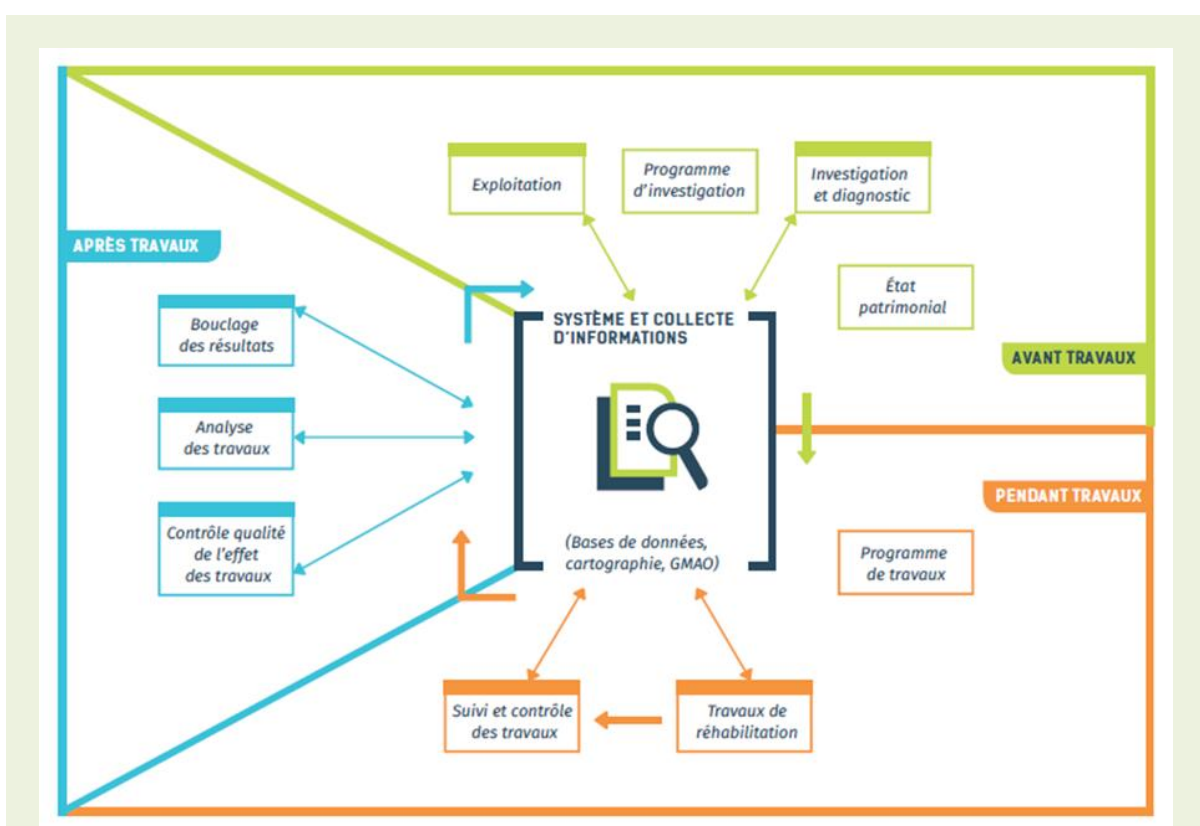 Exploitation
Programme
d'investigation
Investigation
et diagnostic
APRÈS TRAVAUX
État
patrimonial
Bouclage
des résultats
SYSTÈME ET COLLECTE
D'INFORMATIONS
AVANT TRAVAUX
Analyse
des travaux
PENDANT TRAVAUX
Contrôle qualité
de l'effet
des travaux
(Bases de données,
cartographie, GMAO)
Programme
de travaux
Suivi et contrôle
des travaux
Travaux de
réhabilitation